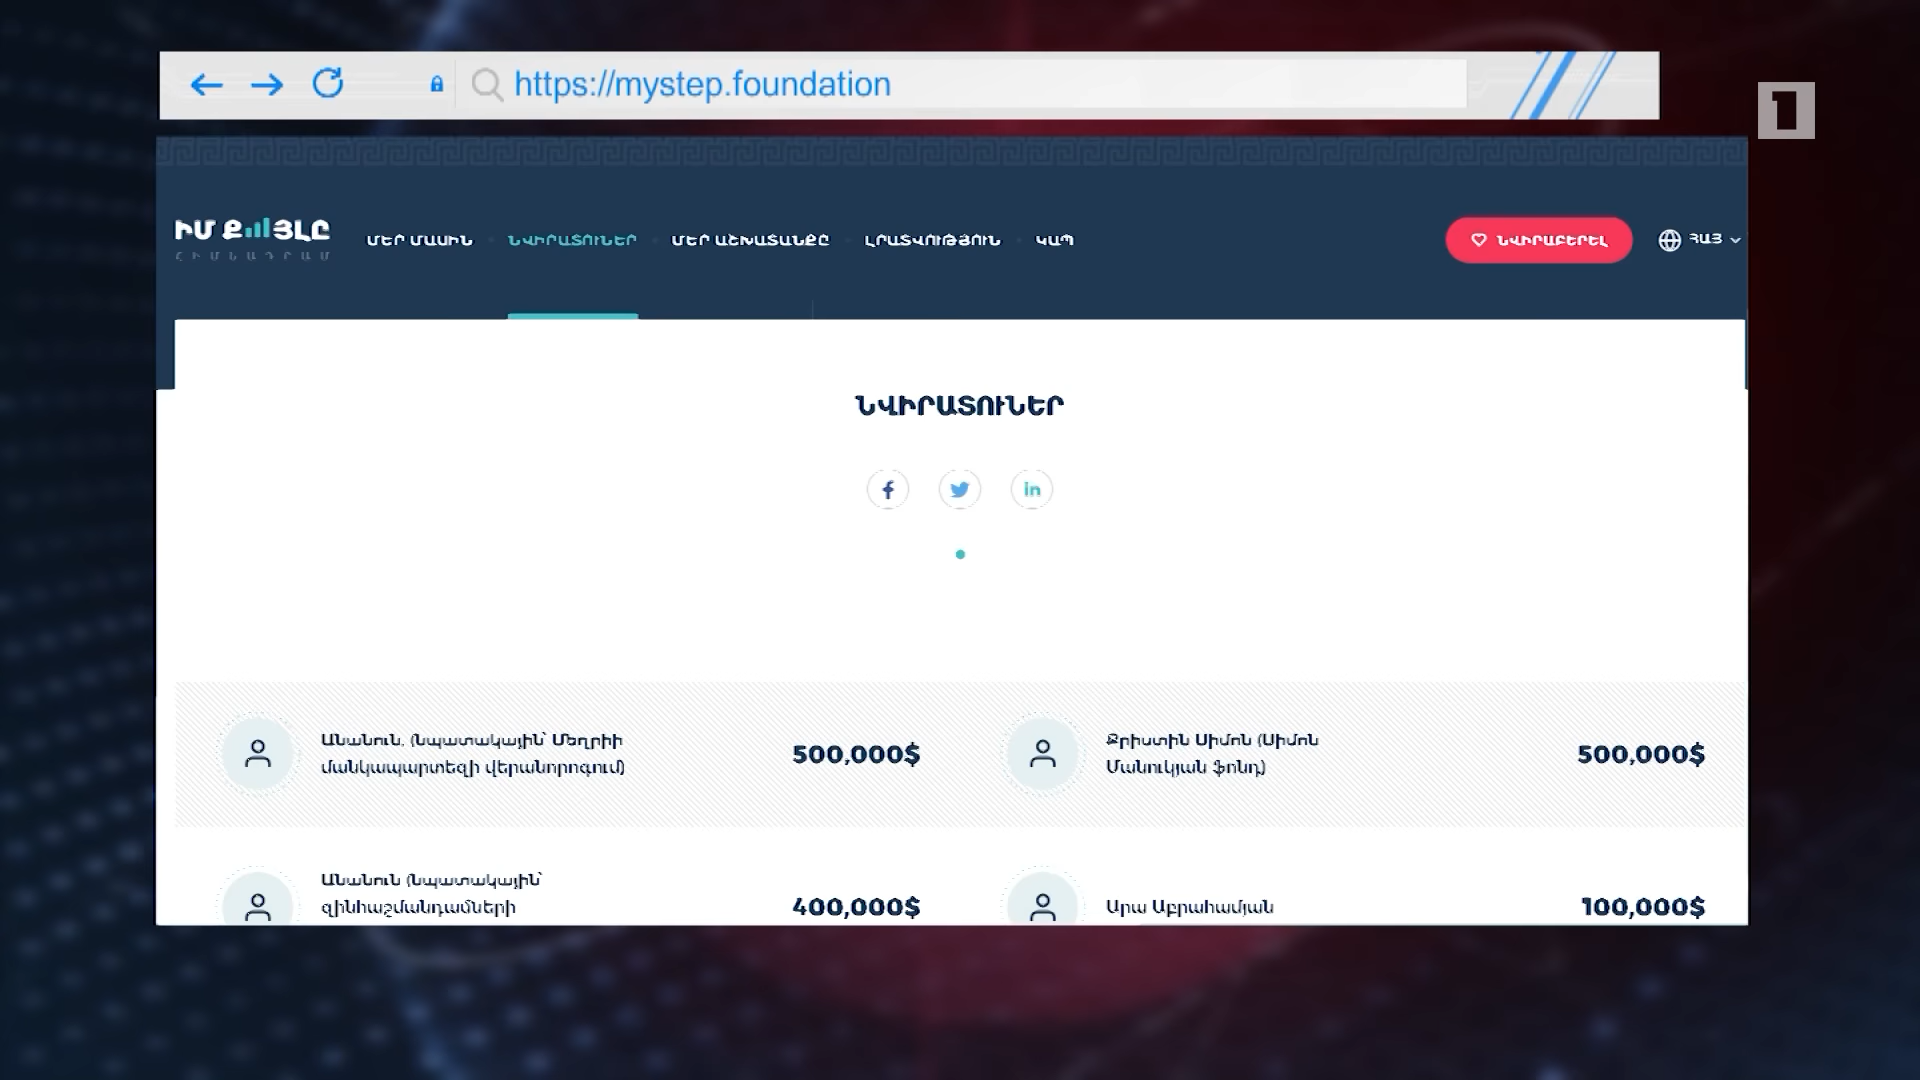 https://mystep.foundation
1
ԻՄ ՔԱՅԼԸ
ՀԻՄՆԱԴՐԱՄ
ՄԵՐ ՄԱՍԻՆ
ՆՎԻՐԱՏՈՒՆԵՐ
ՄԵՐ ԱՇԽԱՏԱՆՔԸ
ԼՐԱՏՎՈՒԹՅՈՒՆ
ԿԱՊ
ՆՎԻՐԱԲԵՐԵԼ
ՀԱՅ
ՆՎԻՐԱՏՈՒՆԵՐ
Անանուն, (նպատակային՝ Մեղրիի
մանկապարտեզի վերանորոգում)
500,000$
Քրիստին Սիմոն (Սիմոն
Մանուկյան ֆոնդ)
500,000$
Անանուն (նպատակային՝
զինհաշմանդամների
400,000$
Արա Աբրահամյան
100,000$